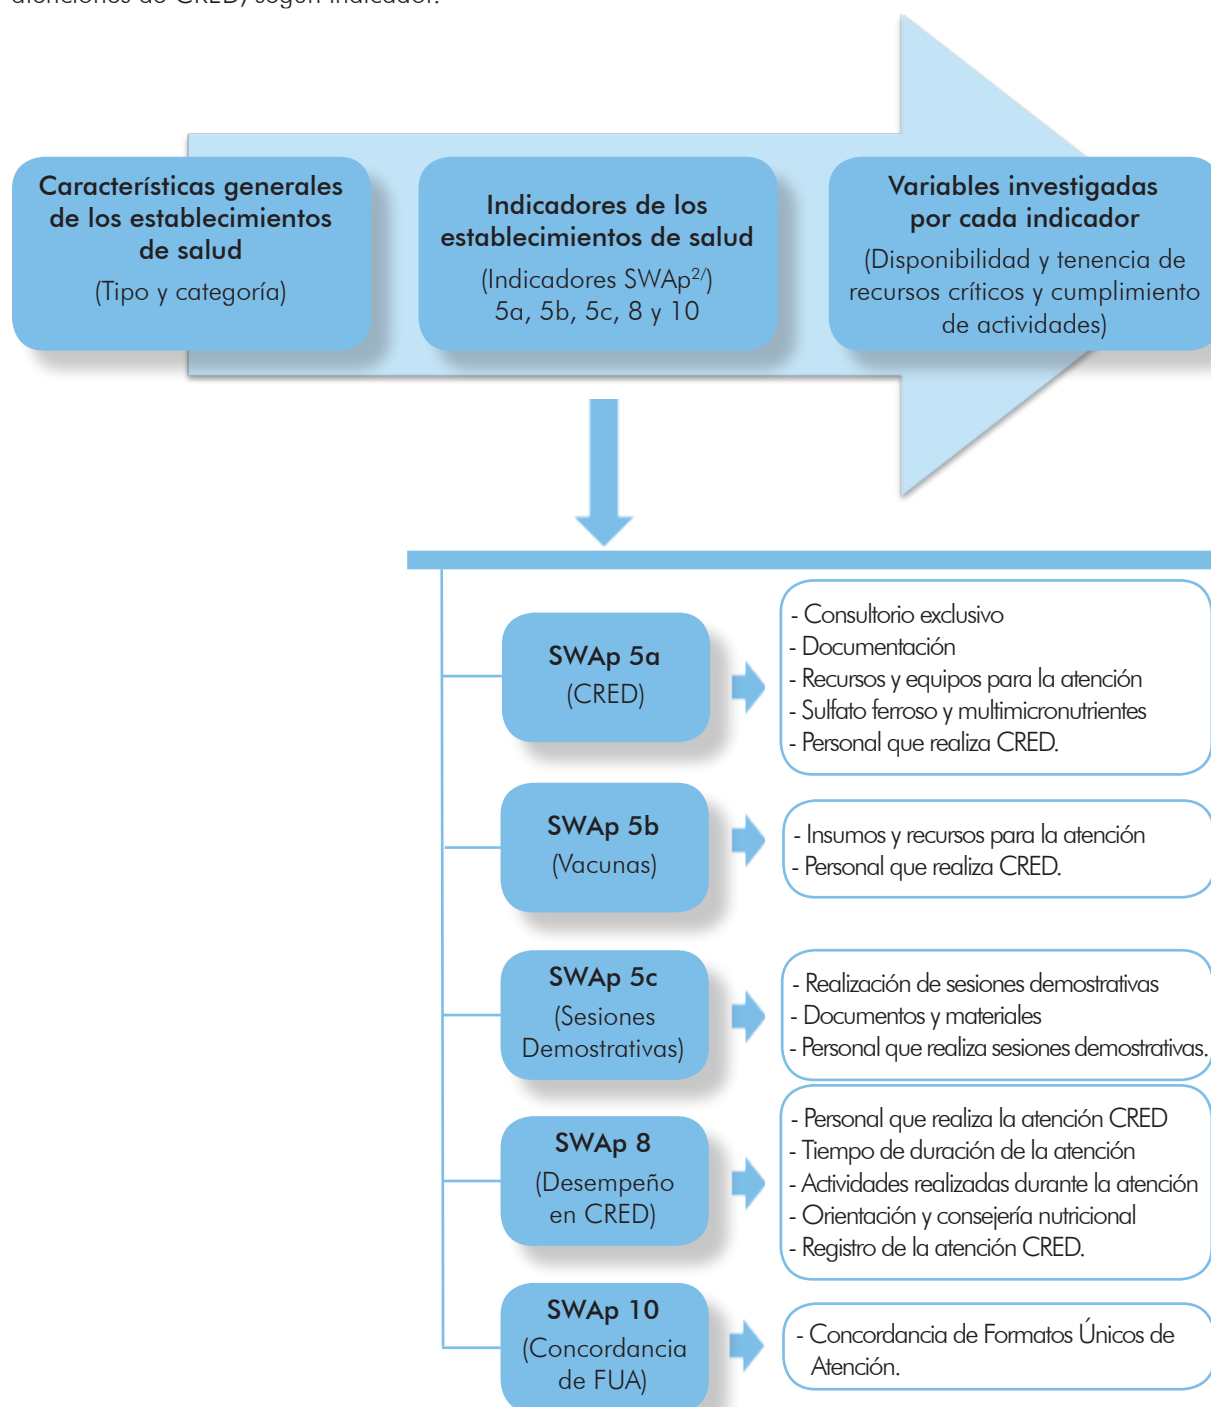 atenciones de CRED, según indicador.
Características generales
de los establecimientos
de salud
(Tipo y categoría)
Indicadores de los
establecimientos de salud
(Indicadores SWAp2/)
5a, 5b, 5c, 8 y 10
Variables investigadas
por cada indicador
(Disponibilidad y tenencia de
recursos críticos y cumplimiento
de actividades)
SWAp 5a
(CRED)
- Consultorio exclusivo
- Documentación
- Recursos y equipos para la atención
- Sulfato ferroso y multimicronutrientes
- Personal que realiza CRED.
SWAp 5b
(Vacunas)
- Insumos y recursos para la atención
- Personal que realiza CRED.
SWAp 5c
(Sesiones
Demostrativas)
- Realización de sesiones demostrativas
- Documentos y materiales
- Personal que realiza sesiones demostrativas.
SWAp 8
(Desempeño
en CRED)
- Personal que realiza la atención CRED
- Tiempo de duración de la atención
- Actividades realizadas durante la atención
- Orientación y consejería nutricional
- Registro de la atención CRED.
SWAp 10
(Concordancia
de FUA)
- Concordancia de Formatos Únicos de
Atención.